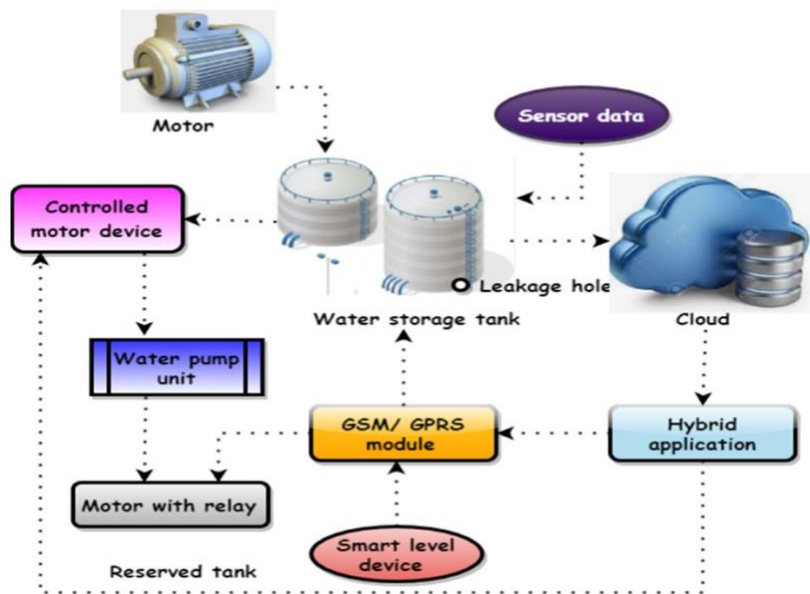 Motor
Sensor data
Controlled
motor device
Leakage hole
Water storage tank
Cloud
Water pump
unit
GSM/ GPRS
module
Hybrid
application
Motor with relay
Smart level
device
Reserved tank